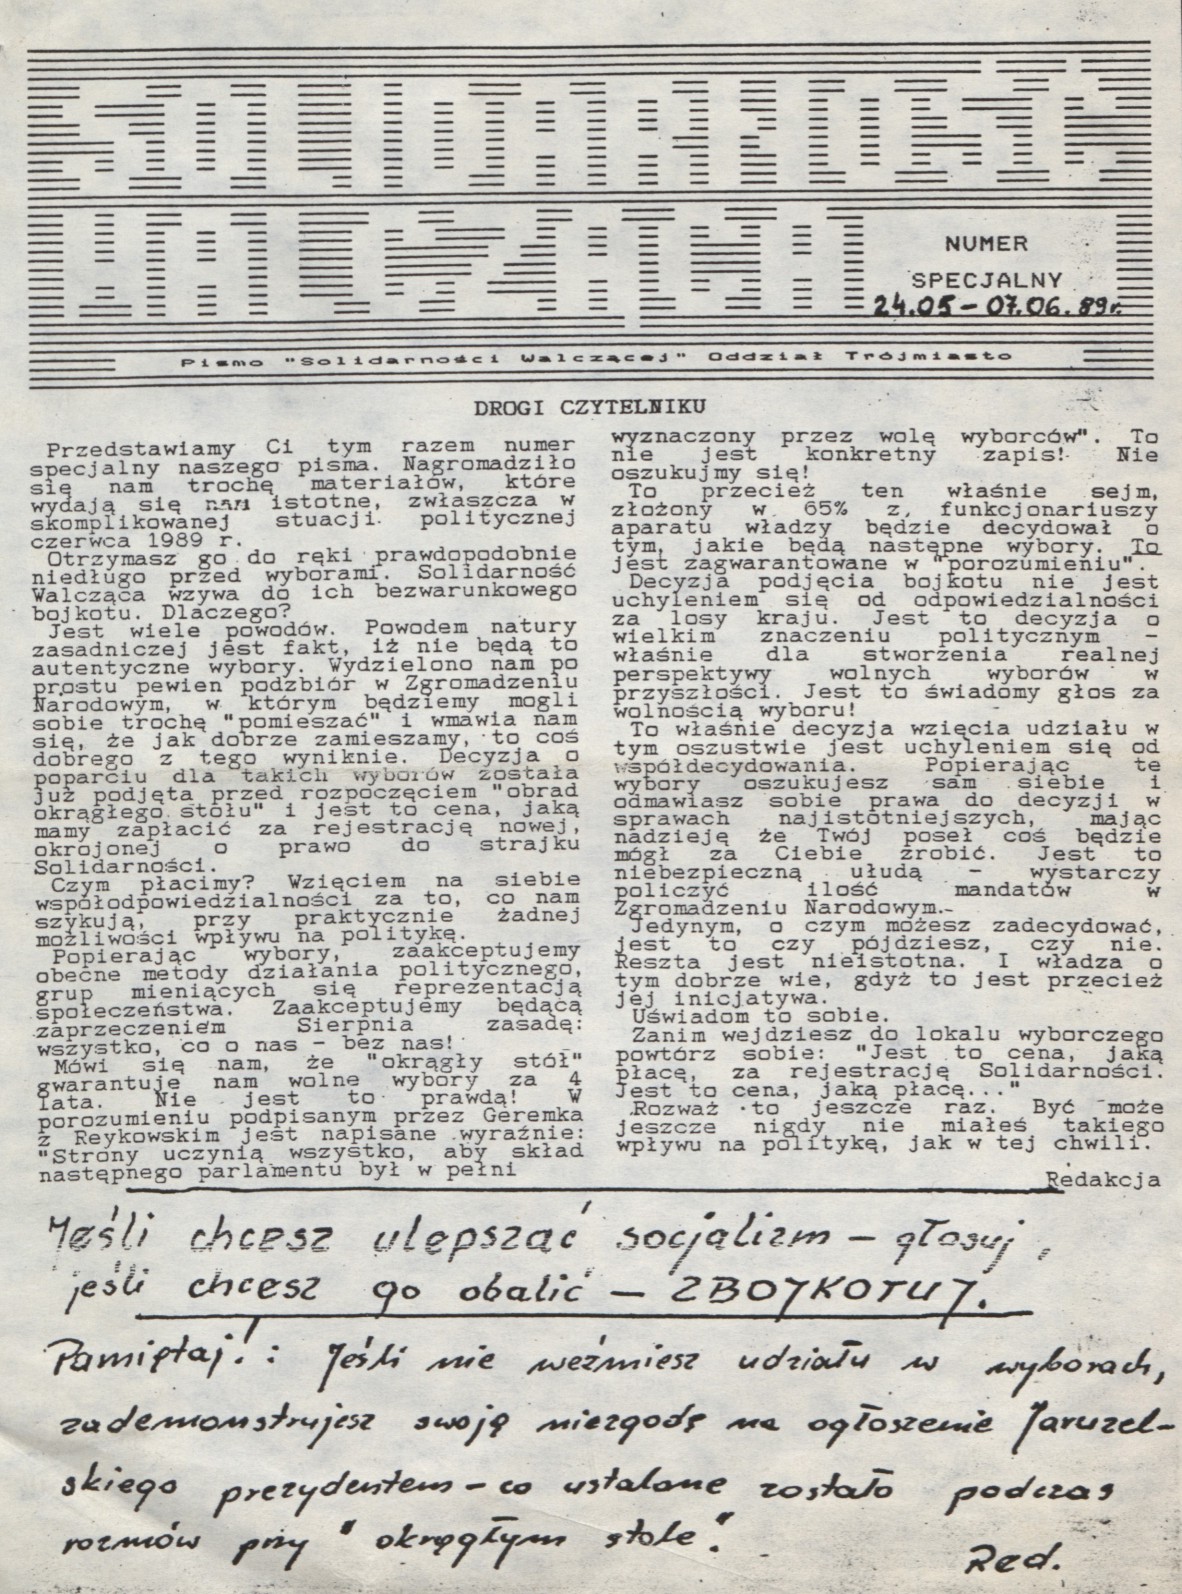 SOLIDARNOŚĆ
WALCZĄCA
NUMER
SPECJALNY
24.05 - 07.06.89r.
Pismo "Solidarności Walczącej" Oddział Trójmiasto
DROGI CZYTELNIKU
Przedstawiamy Ci tym razem numer
specjalny naszego pisma. Nagromadziło
się nam trochę materiałów, które
wydają się nam istotne, zwłaszcza w
skomplikowanej stuacji politycznej
czerwca 1989 r.
Otrzymasz go do ręki prawdopodobnie
niedługo przed wyborami. Solidarność
Walcząca wzywa do ich bezwarunkowego
bojkotu. Dlaczego?
Jest wiele powodów. Powodem natury
zasadniczej jest fakt, iż nie będą to
autentyczne wybory. Wydzielono nam po
prostu pewien podzbiór w Zgromadzeniu
Narodowym, w którym będziemy mogli
sobie trochę "pomieszać" i wmawia nam
się, że jak dobrze zamieszamy, to coś
dobrego z tego wyniknie. Decyzja o
poparciu dla takich wyborów została
już podjęta przed rozpoczęciem "obrad
okrągłego stołu" i jest to cena, jaką
mamy zapłacić za rejestrację nowej,
okrojonej o prawo do strajku
Solidarności.
Czym płacimy? Wzięciem na siebie
współodpowiedzialności za to, co nam
szykują, przy praktycznie żadnej
możliwości wpływu na politykę.
Popierając wybory, zaakceptujemy
obecne metody działania politycznego,
grup mieniących się reprezentacją
społeczeństwa. Zaakceptujemy będącą
zaprzeczeniem Sierpnia zasadę:
wszystko, co o nas - bez nas!
Mówi się nam, że "okrągły stół"
gwarantuje nam wolne wybory za 4
lata. Nie jest to prawdą! W
porozumieniu podpisanym przez Geremka
z Reykowskim jest napisane wyraźnie:
"Strony uczynią wszystko, aby skład
następnego parlamentu był w pełni
wyznaczony przez wolę wyborców". To
nie jest konkretny zapis! Nie
oszukujmy się!
To przecież ten właśnie sejm,
złożony w 65% z funkcjonariuszy
aparatu władzy będzie decydował o
tym, jakie będą następne wybory. To
jest zagwarantowane w "porozumieniu".
Decyzja podjęcia bojkotu nie jest
uchyleniem się od odpowiedzialności
za losy kraju. Jest to decyzja o
wielkim znaczeniu politycznym -
właśnie dla stworzenia realnej
perspektywy wolnych wyborów w
przyszłości. Jest to świadomy głos za
wolnością wyboru!
To właśnie decyzja wzięcia udziału w
tym oszustwie jest uchyleniem się od
współdecydowania. Popierając te
wybory oszukujesz sam siebie i
odmawiasz sobie prawa do decyzji w
sprawach najistotniejszych, mając
nadzieję że Twój poseł coś będzie
mógł za Ciebie zrobić. Jest to
niebezpieczną ułudą - wystarczy
policzyć ilość mandatów w
Zgromadzeniu Narodowym.
Jedynym, o czym możesz zadecydować,
jest to czy pójdziesz, czy nie.
Reszta jest nieistotna. I władza o
tym dobrze wie, gdyż to jest przecież
jej inicjatywa.
Uświadom to sobie.
Zanim wejdziesz do lokalu wyborczego
powtórz sobie: "Jest to cena, jaką
płacę, za rejestrację Solidarności.
Jest to cena, jaką płacę..."
Rozważ to jeszcze raz. Być może
jeszcze nigdy nie miałeś takiego
wpływu na politykę, jak w tej chwili.
Redakcja
Jeśli chcesz ulepszać socjalizm - głosuj,
jeśli chcesz go obalić - ZBOJKOTUJ.
Pamiętaj!: Jeśli nie weźmiesz udziału w wyborach,
zademonstrujesz swoją niezgodę na ogłoszenie Jaruzel-
skiego prezydentem - co ustalone zostało podczas
rozmów przy "okrągłym stole".
Red.